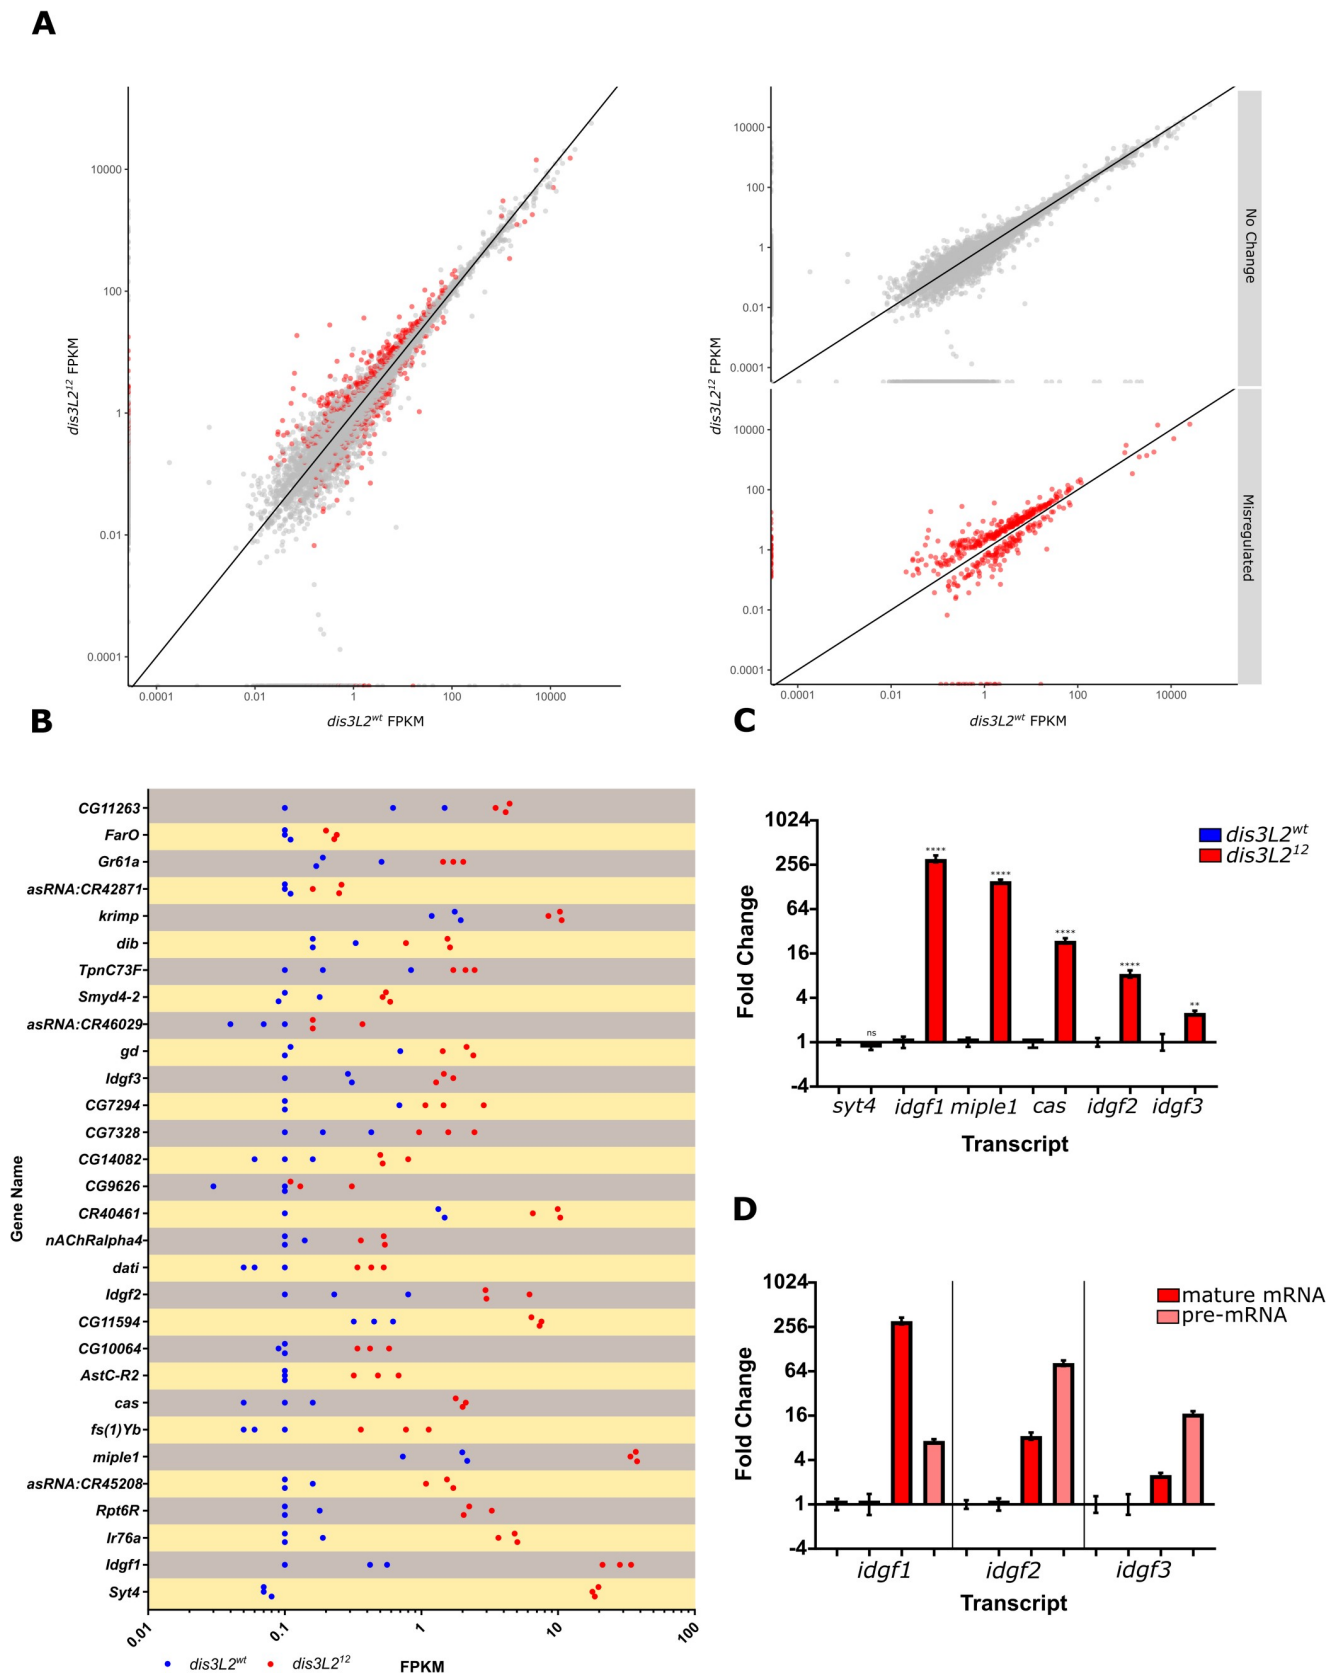 A
10000
100
1
0.01
0.0001
dis3L2¹² FPKM
0.0001 0.01 1 100 10000
dis3L2ʷᵗ FPKM
10000
100
1
0.01
0.0001
No Change
dis3L2¹² FPKM
10000
100
1
0.01
0.0001
Misregulated
0.0001 0.01 1 100 10000
dis3L2ʷᵗ FPKM
B
Gene Name
CG11263
FarO
Gr61a
asRNA:CR42871
krimp
dib
TpnC73F
Smyd4-2
asRNA:CR46029
gd
Idgf3
CG7294
CG7328
CG14082
CG9626
CR40461
nAChRalpha4
dati
Idgf2
CG11594
CG10064
AstC-R2
cas
fs(1)Yb
miple1
asRNA:CR45208
Rpt6R
Ir76a
Idgf1
Syt4
0.01 0.1 1 10 100
dis3L2ʷᵗ dis3L2¹² FPKM
C
1024
256
64
16
4
1
-4
Fold Change
dis3L2ʷᵗ
dis3L2¹²
ns **** **** **** **** **
syt4 idgf1 miple1 cas idgf2 idgf3
Transcript
D
1024
256
64
16
4
1
-4
Fold Change
mature mRNA
pre-mRNA
idgf1 idgf2 idgf3
Transcript